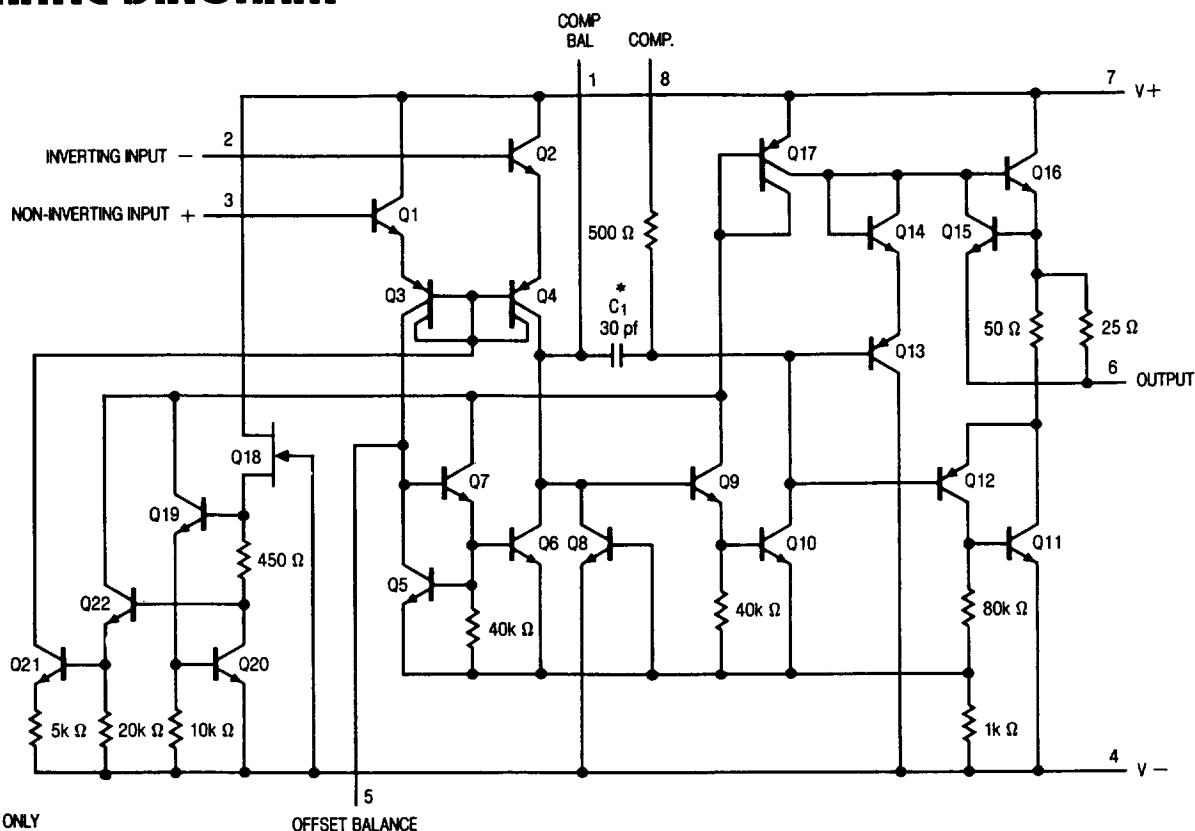 COMP
BAL
COMP.
1
8
7
V+
2
INVERTING INPUT −
Q2
Q17
Q16
3
NON-INVERTING INPUT +
Q1
500 Ω
Q14
Q15
Q3
Q4
*
C1
30 pf
50 Ω
25 Ω
Q13
6
OUTPUT
Q18
Q7
Q9
Q12
Q19
Q6
Q8
Q10
Q11
450 Ω
Q5
Q22
40k Ω
40k Ω
80k Ω
Q21
Q20
5k Ω
20k Ω
10k Ω
1k Ω
4
V −
5
ONLY
OFFSET BALANCE